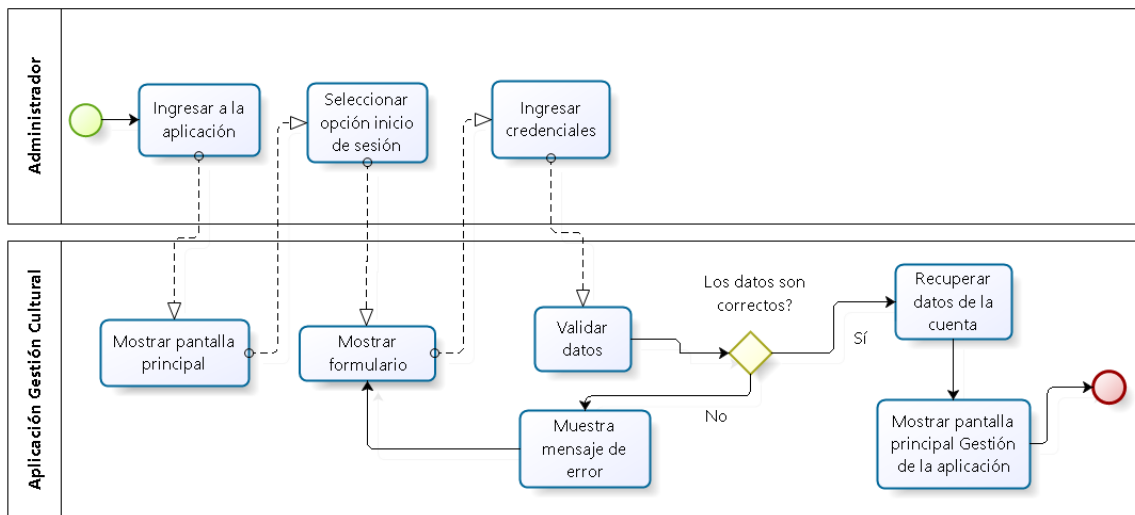 Administrador
Ingresar a la
aplicación
Seleccionar
opción inicio
de sesión
Ingresar
credenciales
Aplicación Gestión Cultural
Mostrar pantalla
principal
Mostrar
formulario
Validar
datos
Los datos son
correctos?
Sí
No
Recuperar
datos de la
cuenta
Muestra
mensaje de
error
Mostrar pantalla
principal Gestión
de la aplicación